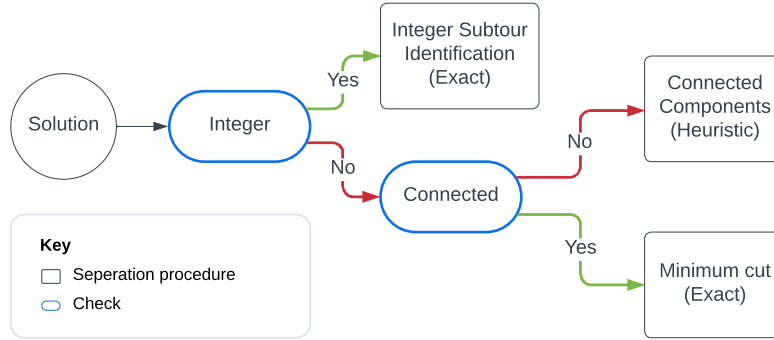 Solution
Integer
Yes
Integer Subtour
Identification
(Exact)
No
Connected
No
Connected
Components
(Heuristic)
Yes
Minimum cut
(Exact)
Key
Seperation procedure
Check